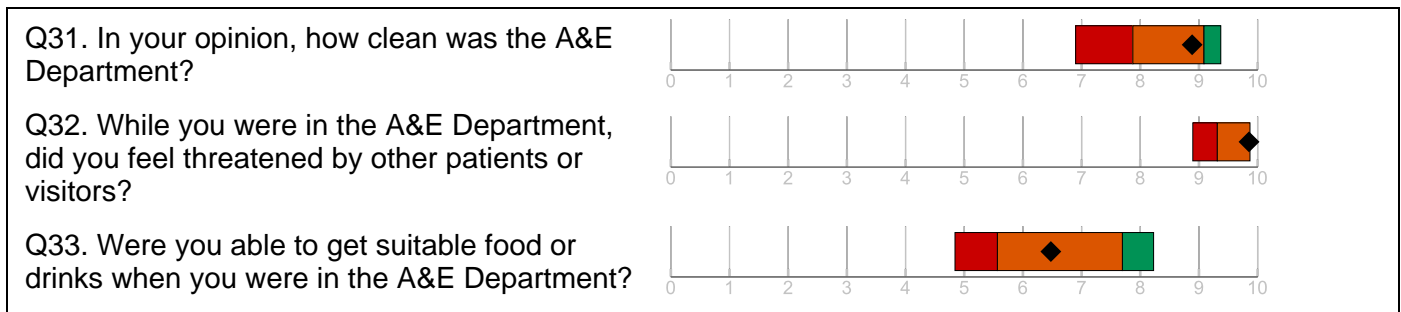 Q31. In your opinion, how clean was the A&E
Department?
0 1 2 3 4 5 6 7 8 9 10
Q32. While you were in the A&E Department,
did you feel threatened by other patients or
visitors?
0 1 2 3 4 5 6 7 8 9 10
Q33. Were you able to get suitable food or
drinks when you were in the A&E Department?
0 1 2 3 4 5 6 7 8 9 10